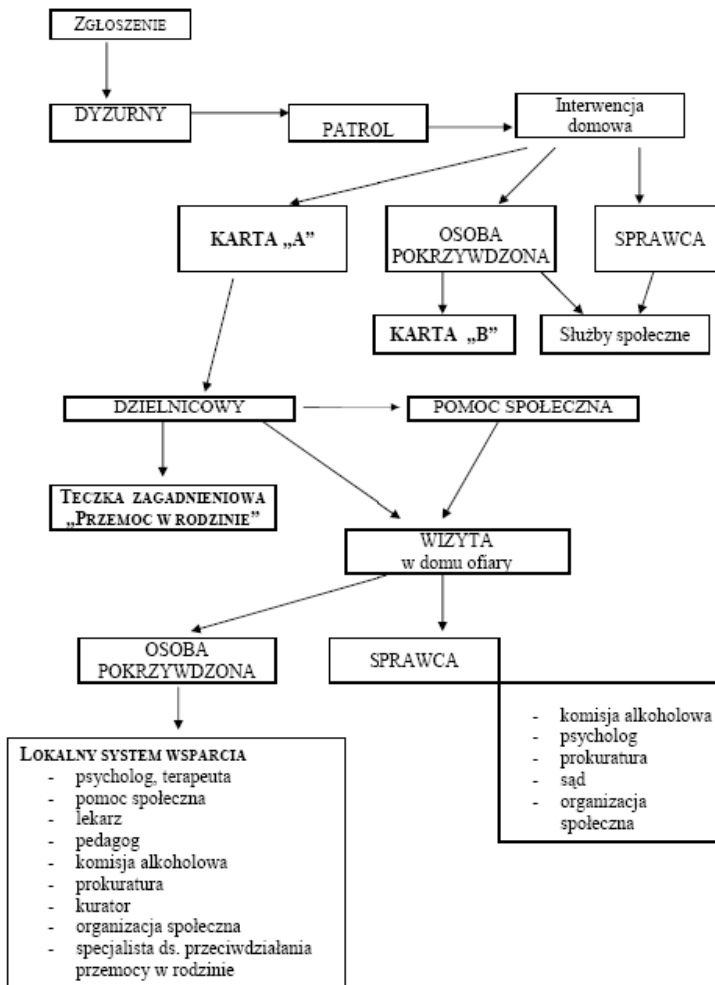 ZGŁOSZENIE
DYZURNY
PATROL
Interwencja
domowa
KARTA „A”
OSOBA
POKRZYWDZONA
SPRAWCA
KARTA „B”
Służby społeczne
DZIELNICOWY
POMOC SPOŁECZNA
TECZKA ZAGADNIENIOWA
„PRZEMOC W RODZINIE”
WIZYTA
w domu ofiary
OSOBA
POKRZYWDZONA
SPRAWCA
- komisja alkoholowa
- psycholog
- prokuratura
- sąd
- organizacja
społeczna
LOKALNY SYSTEM WSPARCIA
- psycholog, terapeuta
- pomoc społeczna
- lekarz
- pedagog
- komisja alkoholowa
- prokuratura
- kurator
- organizacja społeczna
- specjalista ds. przeciwdziałania
przemocy w rodzinie